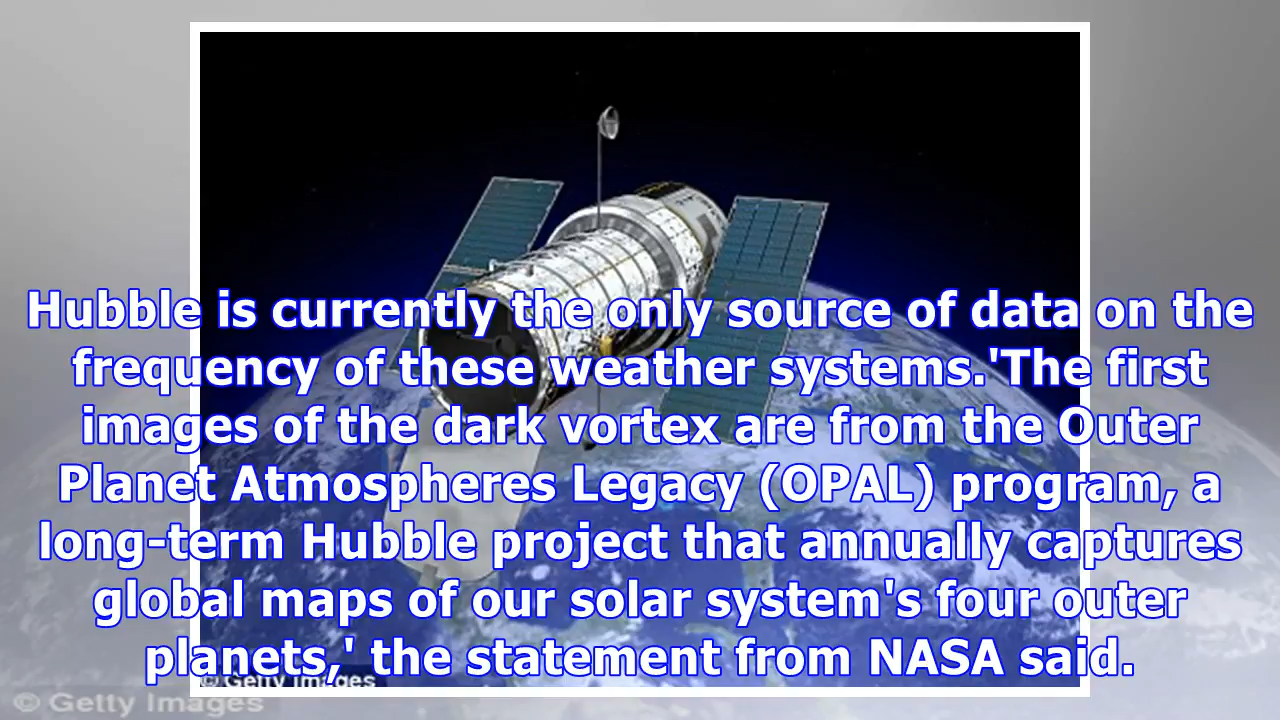 Hubble is currently the only source of data on the
frequency of these weather systems.'The first
images of the dark vortex are from the Outer
Planet Atmospheres Legacy (OPAL) program, a
long-term Hubble project that annually captures
global maps of our solar system's four outer
planets,' the statement from NASA said.
© Getty Images
© Getty Images